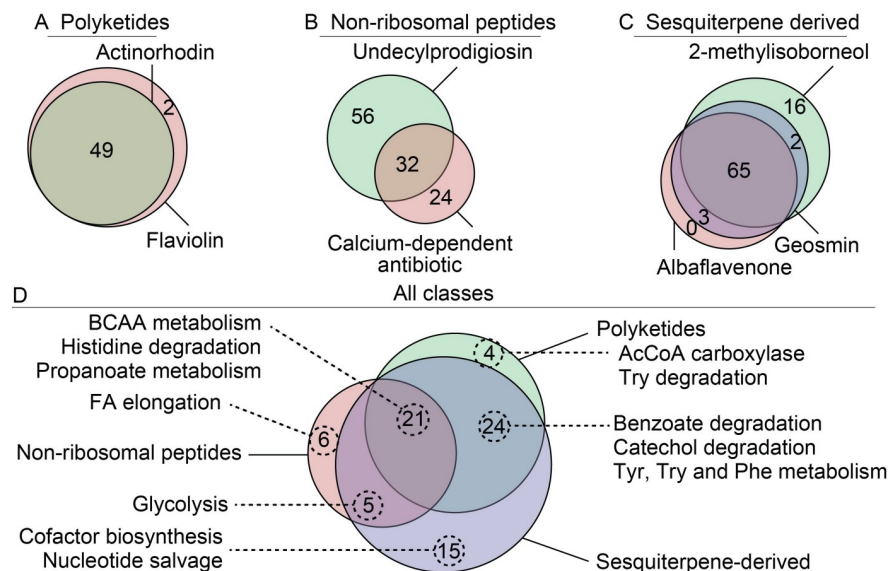 A Polyketides
Actinorhodin
2
49
Flaviolin
B Non-ribosomal peptides
Undecylprodigiosin
56
32
24
Calcium-dependent
antibiotic
C Sesquiterpene derived
2-methylisoborneol
16
2
65
3
0
Geosmin
Albaflavenone
D All classes
BCAA metabolism
Histidine degradation
Propanoate metabolism
FA elongation
Non-ribosomal peptides
Glycolysis
Cofactor biosynthesis
Nucleotide salvage
4
21
24
6
5
15
Polyketides
AcCoA carboxylase
Try degradation
Benzoate degradation
Catechol degradation
Tyr, Try and Phe metabolism
Sesquiterpene-derived